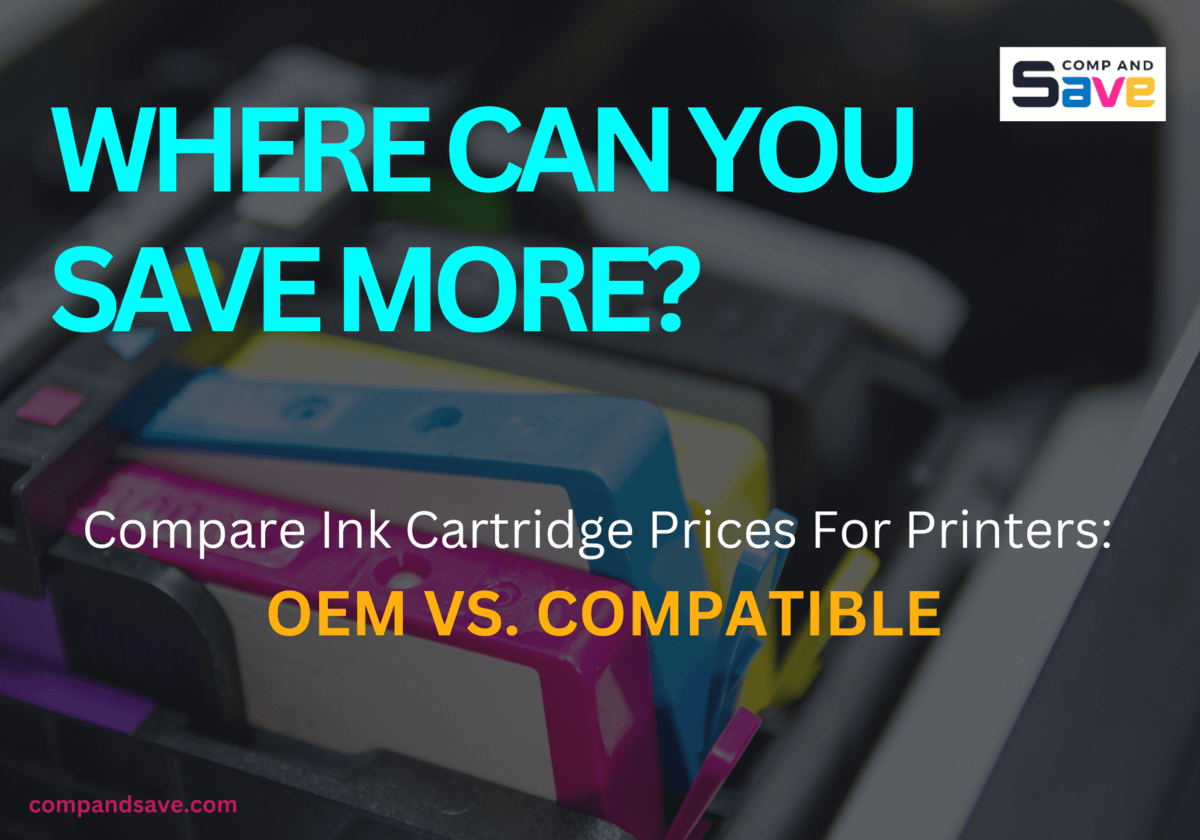 COMP AND
Save
WHERE CAN YOU
SAVE MORE?
Compare Ink Cartridge Prices For Printers:
OEM VS. COMPATIBLE
compandsave.com